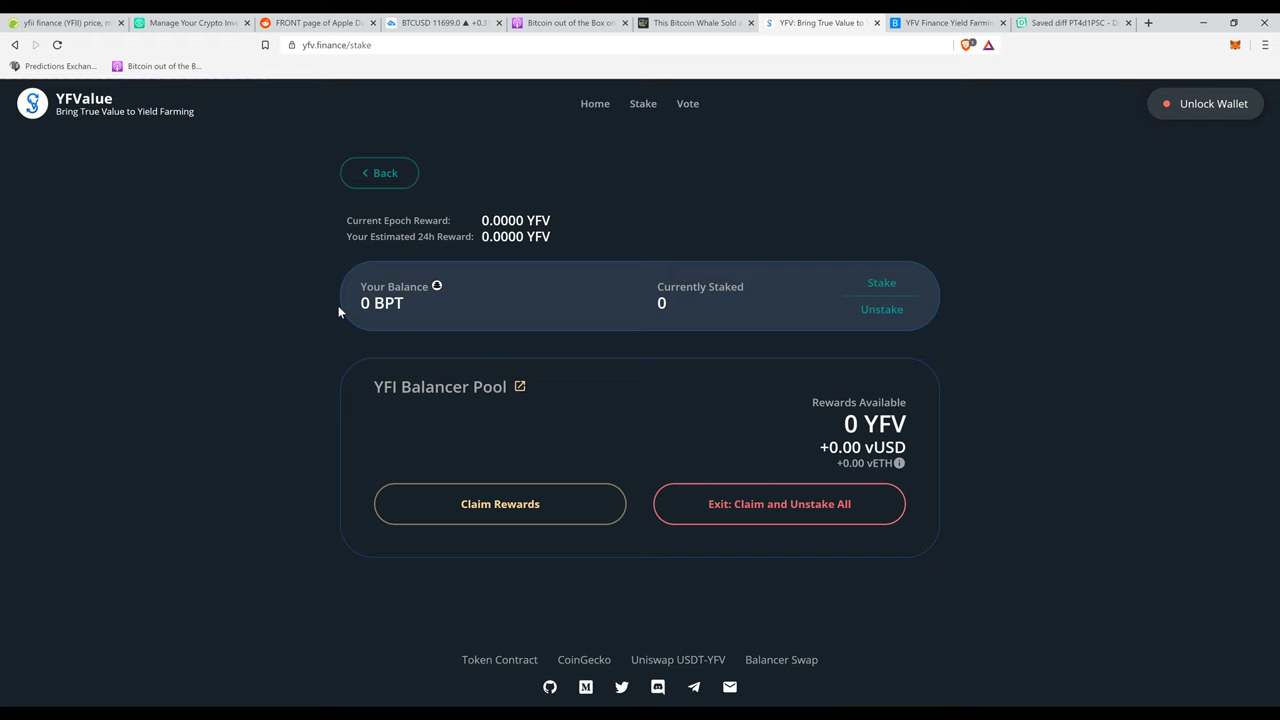 yfii finance (YFII) price, m
Manage Your Crypto Inve
FRONT page of Apple De
BTCUSD 11699.0 ▲ +0.3
Bitcoin out of the Box on
This Bitcoin Whale Sold a
YFV: Bring True Value to Y
YFV Finance Yield Farming
Saved diff PT4d1PSC - D
yfv.finance/stake
1
Predictions Exchan...
Bitcoin out of the B...
YFValue
Bring True Value to Yield Farming
Home
Stake
Vote
Unlock Wallet
Back
Current Epoch Reward: 0.0000 YFV
Your Estimated 24h Reward: 0.0000 YFV
Your Balance
0 BPT
Currently Staked
0
Stake
Unstake
YFI Balancer Pool
Rewards Available
0 YFV
+0.00 vUSD
+0.00 vETH
Claim Rewards
Exit: Claim and Unstake All
Token Contract
CoinGecko
Uniswap USDT-YFV
Balancer Swap